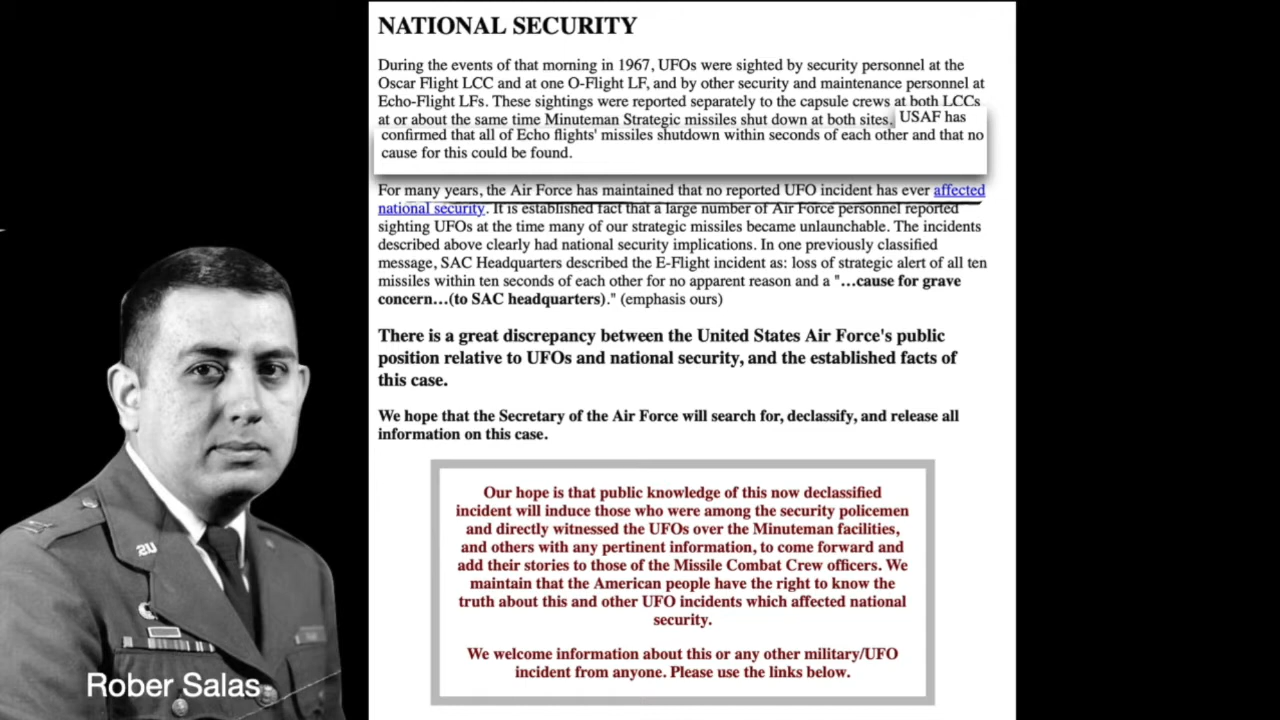 NATIONAL SECURITY
During the events of that morning in 1967, UFOs were sighted by security personnel at the
Oscar Flight LCC and at one O-Flight LF, and by other security and maintenance personnel at
Echo-Flight LFs. These sightings were reported separately to the capsule crews at both LCCs
at or about the same time Minuteman Strategic missiles shut down at both sites. USAF has
confirmed that all of Echo flights' missiles shutdown within seconds of each other and that no
cause for this could be found.
For many years, the Air Force has maintained that no reported UFO incident has ever affected
national security. It is established fact that a large number of Air Force personnel reported
sighting UFOs at the time many of our strategic missiles became unlaunchable. The incidents
described above clearly had national security implications. In one previously classified
message, SAC Headquarters described the E-Flight incident as: loss of strategic alert of all ten
missiles within ten seconds of each other for no apparent reason and a "…cause for grave
concern…(to SAC headquarters)." (emphasis ours)
There is a great discrepancy between the United States Air Force's public
position relative to UFOs and national security, and the established facts of
this case.
We hope that the Secretary of the Air Force will search for, declassify, and release all
information on this case.
Our hope is that public knowledge of this now declassified
incident will induce those who were among the security policemen
and directly witnessed the UFOs over the Minuteman facilities,
and others with any pertinent information, to come forward and
add their stories to those of the Missile Combat Crew officers. We
maintain that the American people have the right to know the
truth about this and other UFO incidents which affected national
security.
We welcome information about this or any other military/UFO
incident from anyone. Please use the links below.
Rober Salas